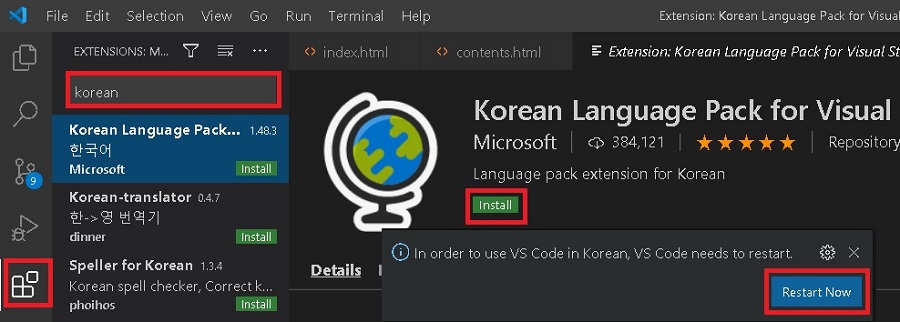 File Edit Selection View Go Run Terminal Help
Extension: Korean Language Pack for Visual
EXTENSIONS: M...
index.html
contents.html
Extension: Korean Language Pack for Visual St
korean
Korean Language Pack... 1.48.3
한국어
Microsoft
Install
Korean-translator 0.4.7
한->영 번역기
dinner
Install
Speller for Korean 1.3.4
Korean spell checker, Correct k...
phoihos
Install
9
Korean Language Pack for Visual
Microsoft
384,121
Repository
Language pack extension for Korean
Install
Details
In order to use VS Code in Korean, VS Code needs to restart.
Restart Now